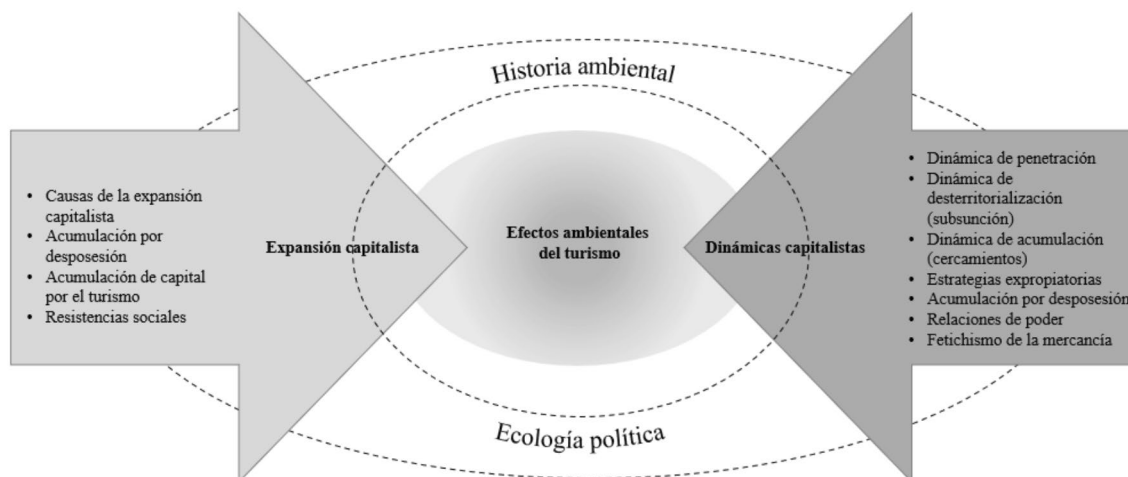 Historia ambiental
• Causas de la expansión
capitalista
• Acumulación por
desposesión
• Acumulación de capital
por el turismo
• Resistencias sociales
Expansión capitalista
Efectos ambientales
del turismo
Dinámicas capitalistas
• Dinámica de penetración
• Dinámica de
desterritorialización
(subsunción)
• Dinámica de acumulación
(cercamientos)
• Estrategias expropiatorias
• Acumulación por desposesión
• Relaciones de poder
• Fetichismo de la mercancía
Ecología política